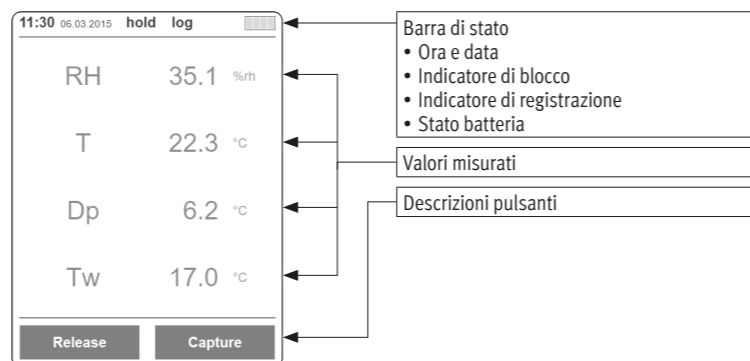 11:30 06.03.2015 hold log
RH 35.1 %rh
T 22.3 °C
Dp 6.2 °C
Tw 17.0 °C
Release Capture
Barra di stato
• Ora e data
• Indicatore di blocco
• Indicatore di registrazione
• Stato batteria
Valori misurati
Descrizioni pulsanti